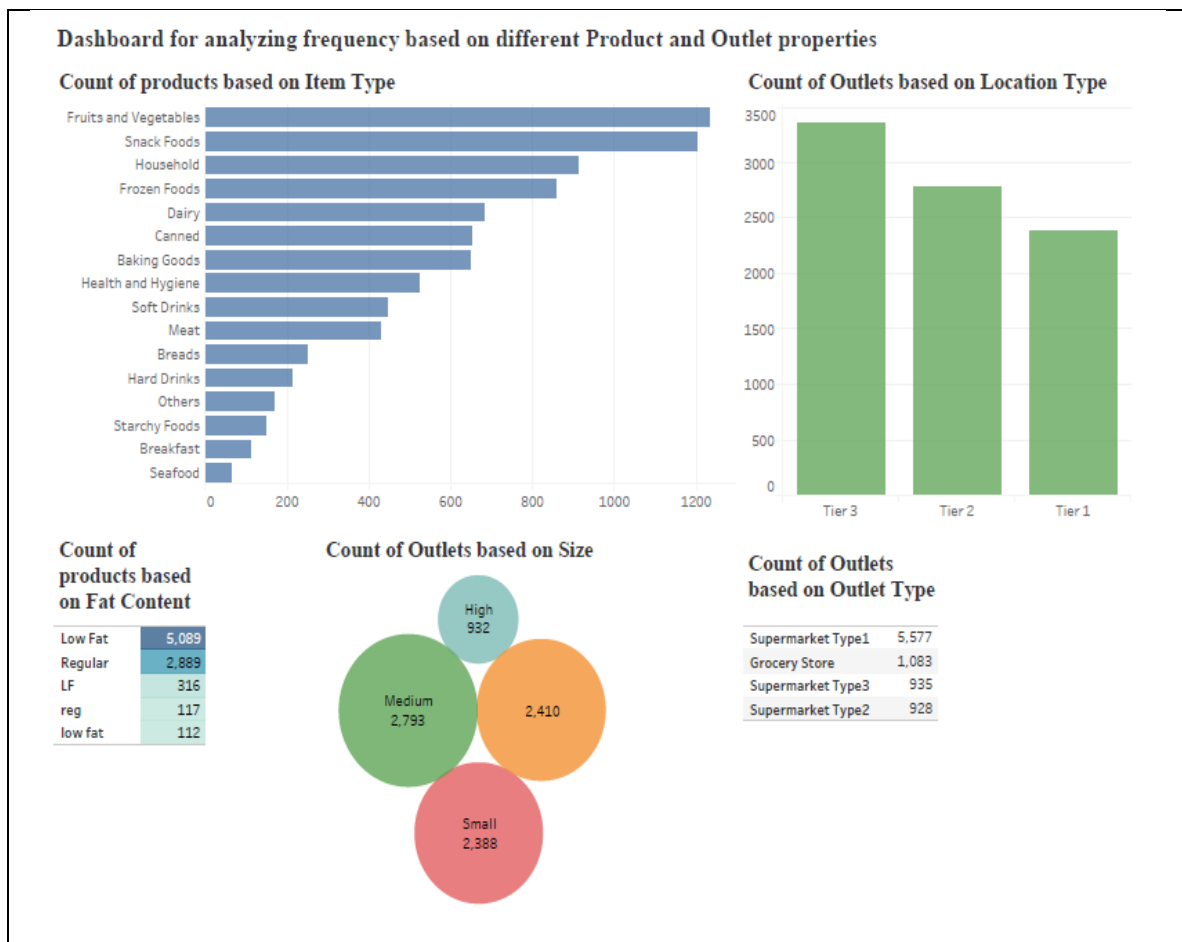 Dashboard for analyzing frequency based on different Product and Outlet properties
Count of products based on Item Type
Fruits and Vegetables
Snack Foods
Household
Frozen Foods
Dairy
Canned
Baking Goods
Health and Hygiene
Soft Drinks
Meat
Breads
Hard Drinks
Others
Starchy Foods
Breakfast
Seafood
0 200 400 600 800 1000 1200
Count of Outlets based on Location Type
3500
3000
2500
2000
1500
1000
500
0
Tier 3 Tier 2 Tier 1
Count of
products based
on Fat Content
Low Fat 5,089
Regular 2,889
LF 316
reg 117
low fat 112
Count of Outlets based on Size
High
932
Medium
2,793
2,410
Small
2,388
Count of Outlets
based on Outlet Type
Supermarket Type1 5,577
Grocery Store 1,083
Supermarket Type3 935
Supermarket Type2 928